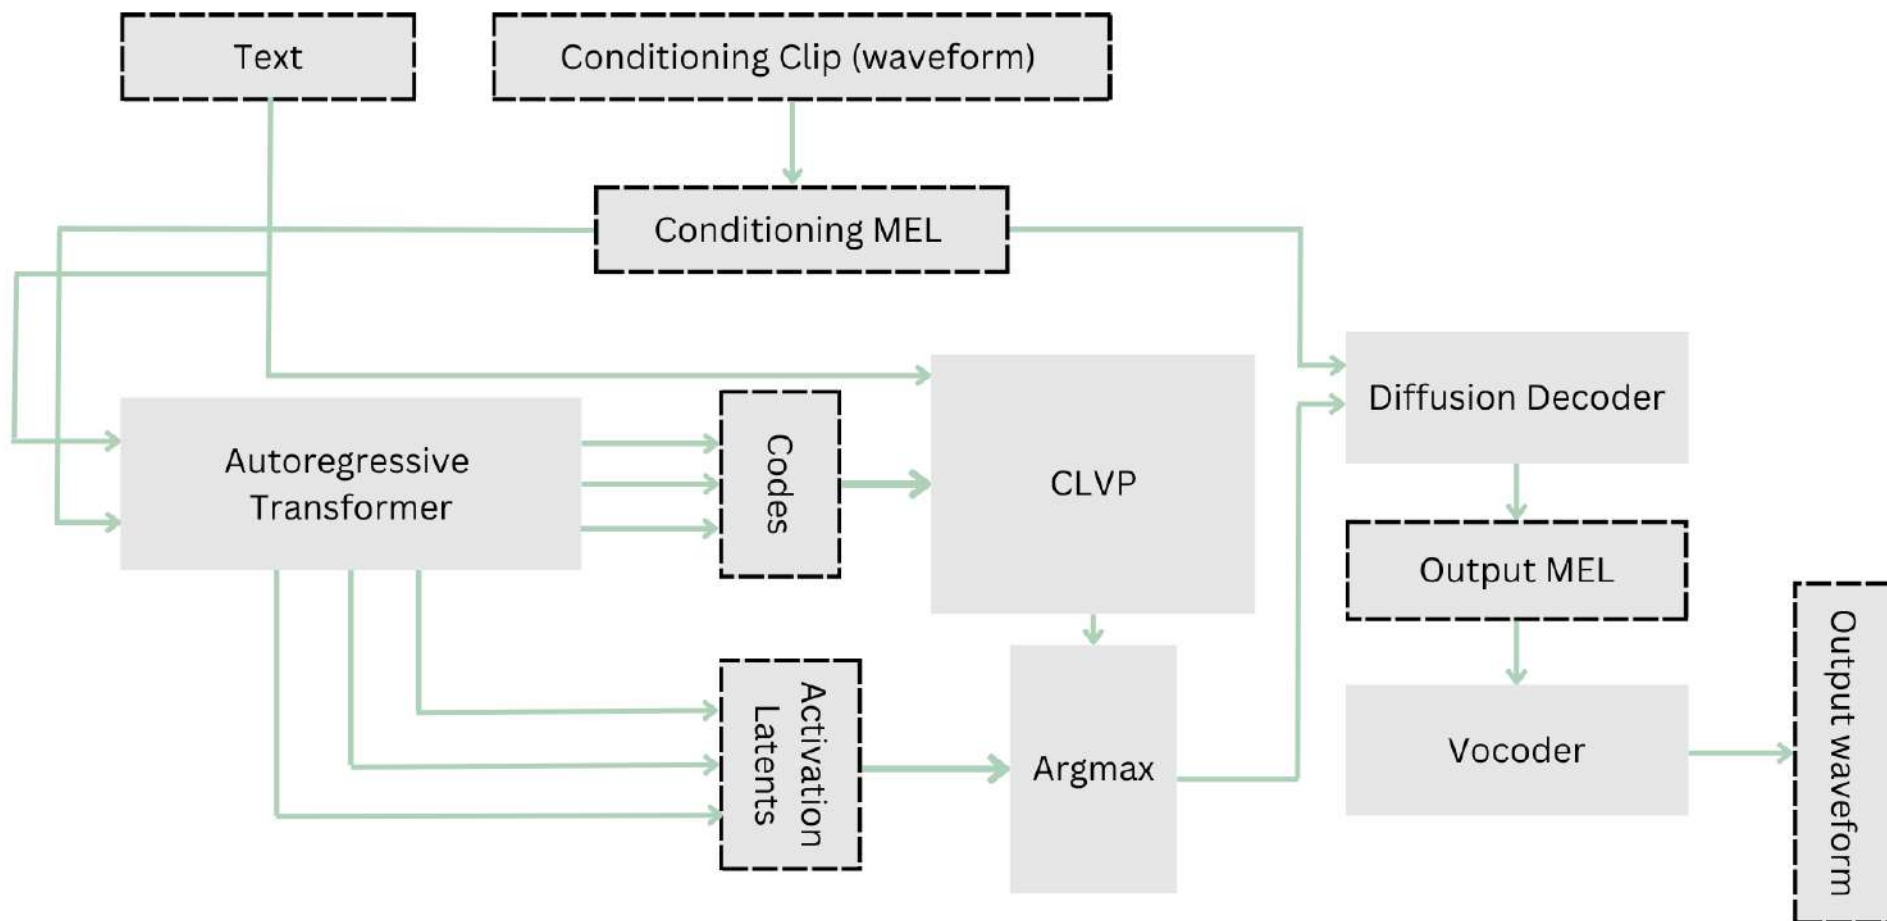 Text
Conditioning Clip (waveform)
Conditioning MEL
Diffusion Decoder
Autoregressive
Transformer
Codes
CLVP
Output MEL
Activation
Latents
Argmax
Vocoder
Output waveform